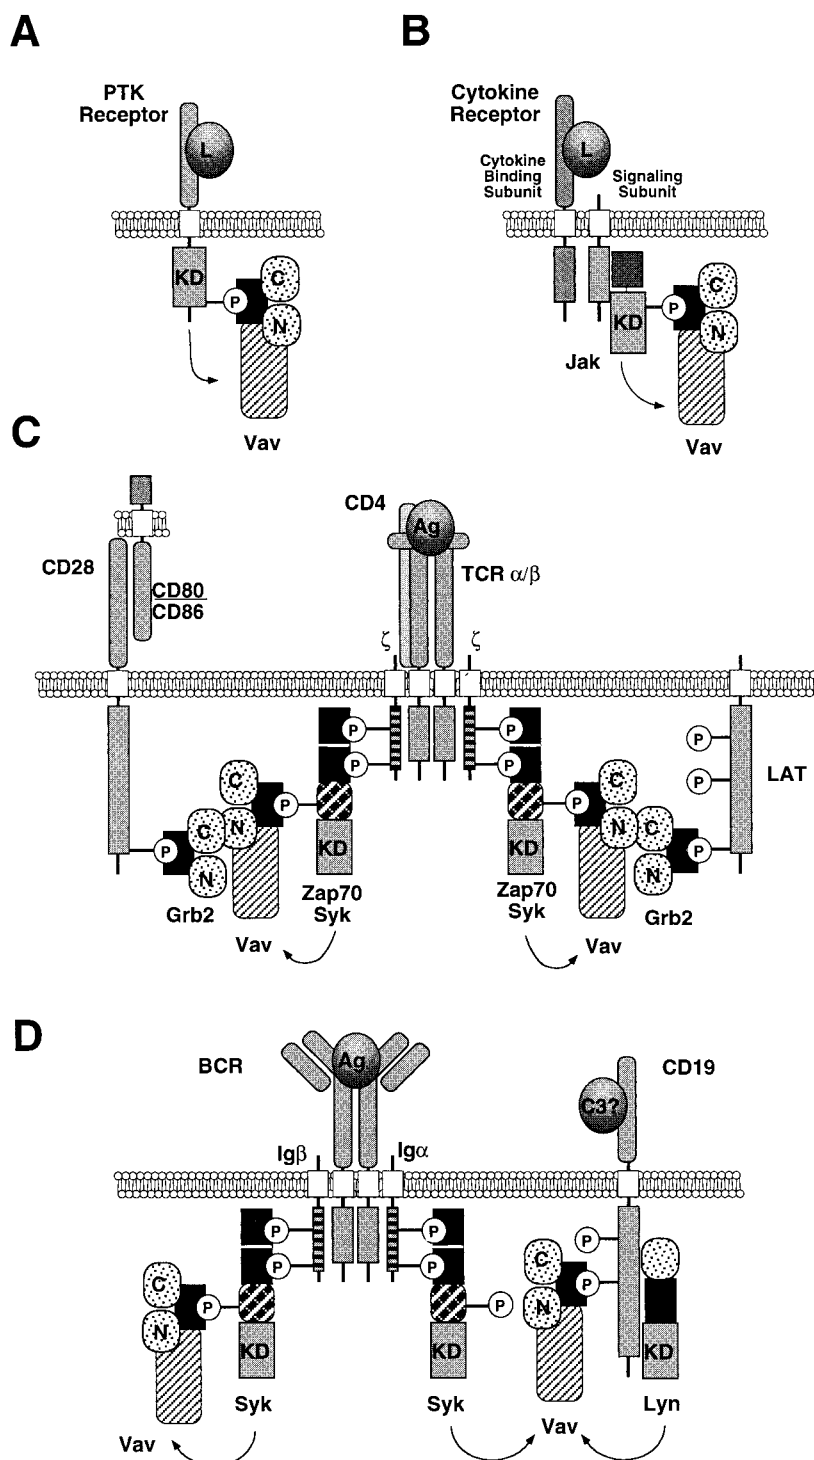 A
PTK
Receptor
L
KD
P
C
N
Vav
B
Cytokine
Receptor
Cytokine
Binding
Subunit
L
Signaling
Subunit
KD
P
C
N
Jak
Vav
C
CD28
CD80
CD86
CD4
Ag
TCR α/β
ζ
ζ
P
P
P
P
P
P
LAT
C
P
KD
C
N
P
N
Grb2
Vav
Zap70
Syk
P
C
KD
N
C
P
N
Zap70
Syk
Vav
Grb2
D
BCR
Ag
CD19
C3?
Igβ
Igα
P
P
P
P
P
C
P
N
KD
Syk
Vav
P
KD
Syk
C
N
P
Vav
KD
Lyn